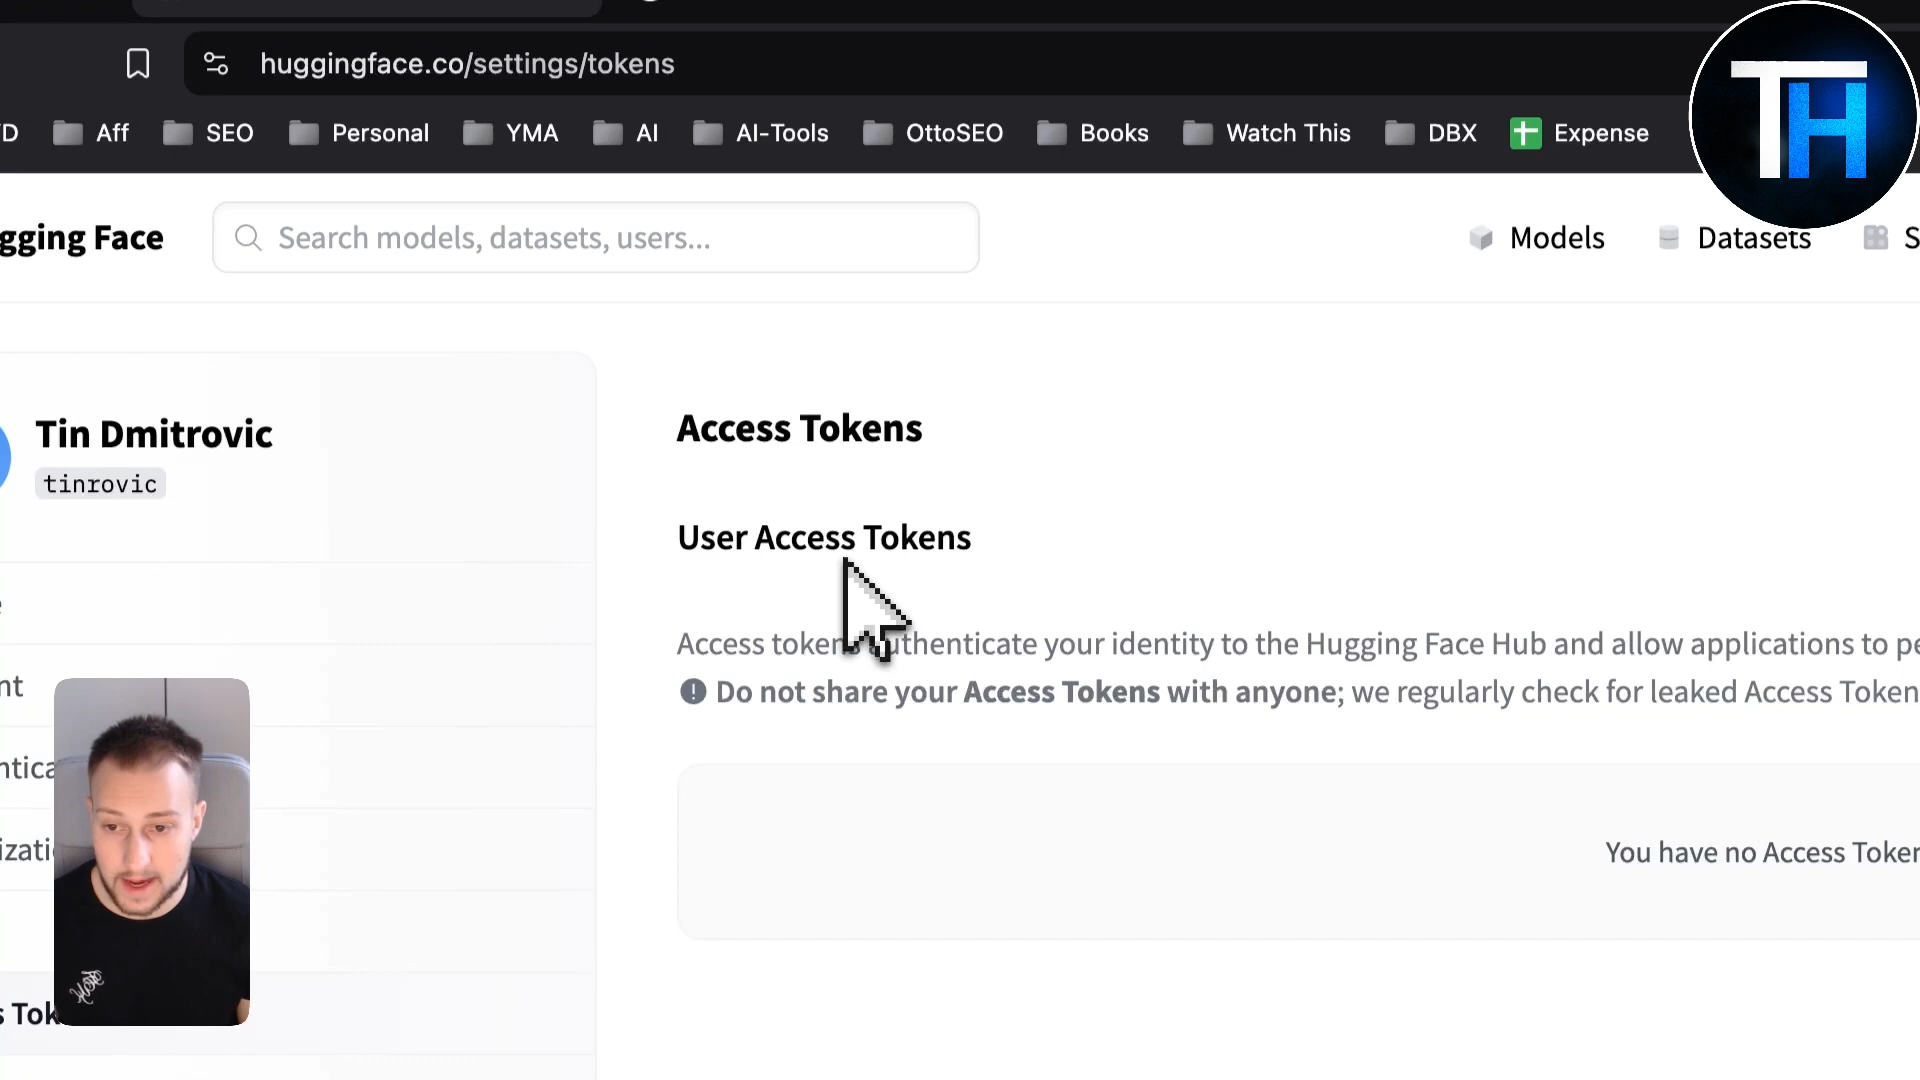 huggingface.co/settings/tokens
Aff SEO Personal YMA AI AI-Tools OttoSEO Books Watch This DBX Expense
TH
gging Face Search models, datasets, users... Models Datasets S
Tin Dmitrovic
tinrovic
Access Tokens
User Access Tokens
Access tokens authenticate your identity to the Hugging Face Hub and allow applications to pe
Do not share your Access Tokens with anyone; we regularly check for leaked Access Token
nt
ntica
izati
You have no Access Token
s Tok